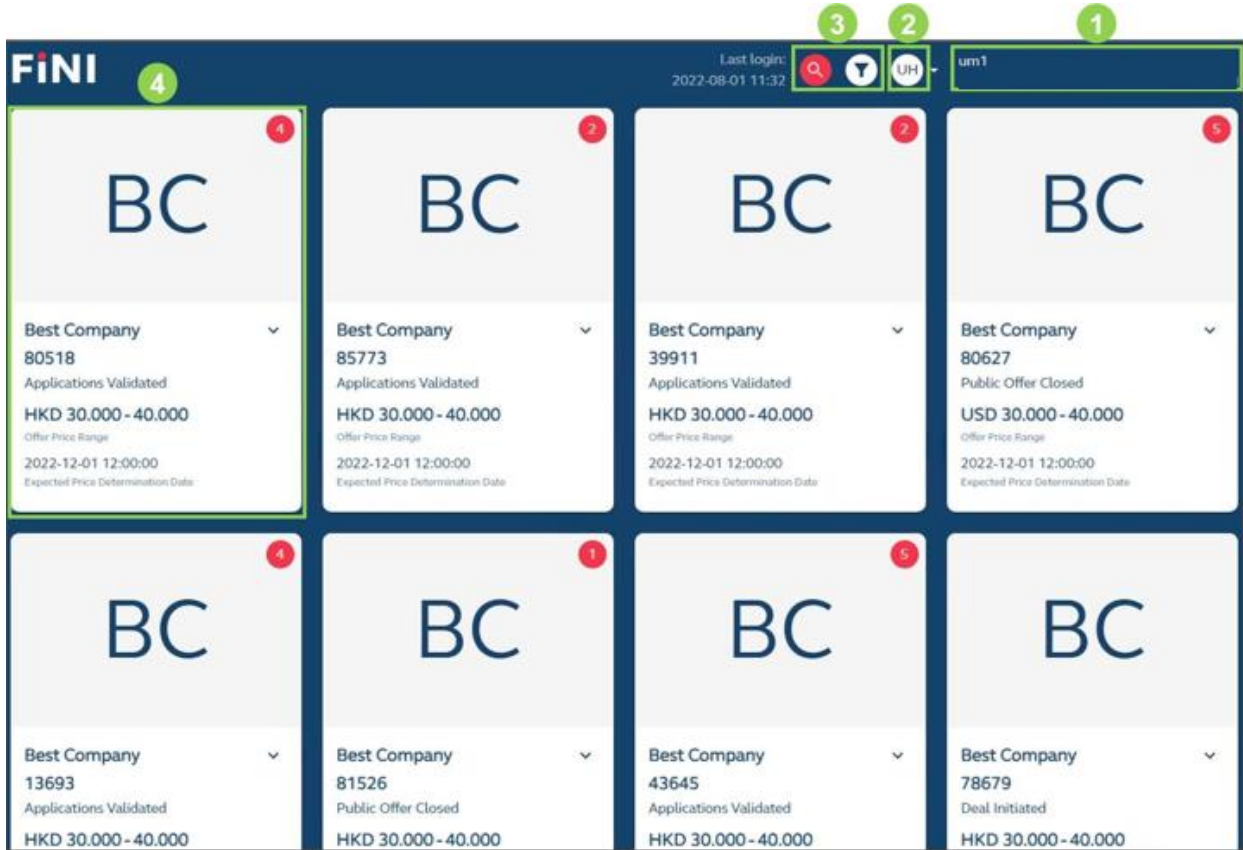 3
2
1
FiNI
4
Last login:
2022-08-01 11:32
UH
um1
4
2
2
5
BC
BC
BC
BC
Best Company
80518
Applications Validated
HKD 30.000 - 40.000
Offer Price Range
2022-12-01 12:00:00
Expected Price Determination Date
Best Company
85773
Applications Validated
HKD 30.000 - 40.000
Offer Price Range
2022-12-01 12:00:00
Expected Price Determination Date
Best Company
39911
Applications Validated
HKD 30.000 - 40.000
Offer Price Range
2022-12-01 12:00:00
Expected Price Determination Date
Best Company
80627
Public Offer Closed
USD 30.000 - 40.000
Offer Price Range
2022-12-01 12:00:00
Expected Price Determination Date
4
1
5
BC
BC
BC
BC
Best Company
13693
Applications Validated
HKD 30.000 - 40.000
Best Company
81526
Public Offer Closed
HKD 30.000 - 40.000
Best Company
43645
Applications Validated
HKD 30.000 - 40.000
Best Company
78679
Deal Initiated
HKD 30.000 - 40.000